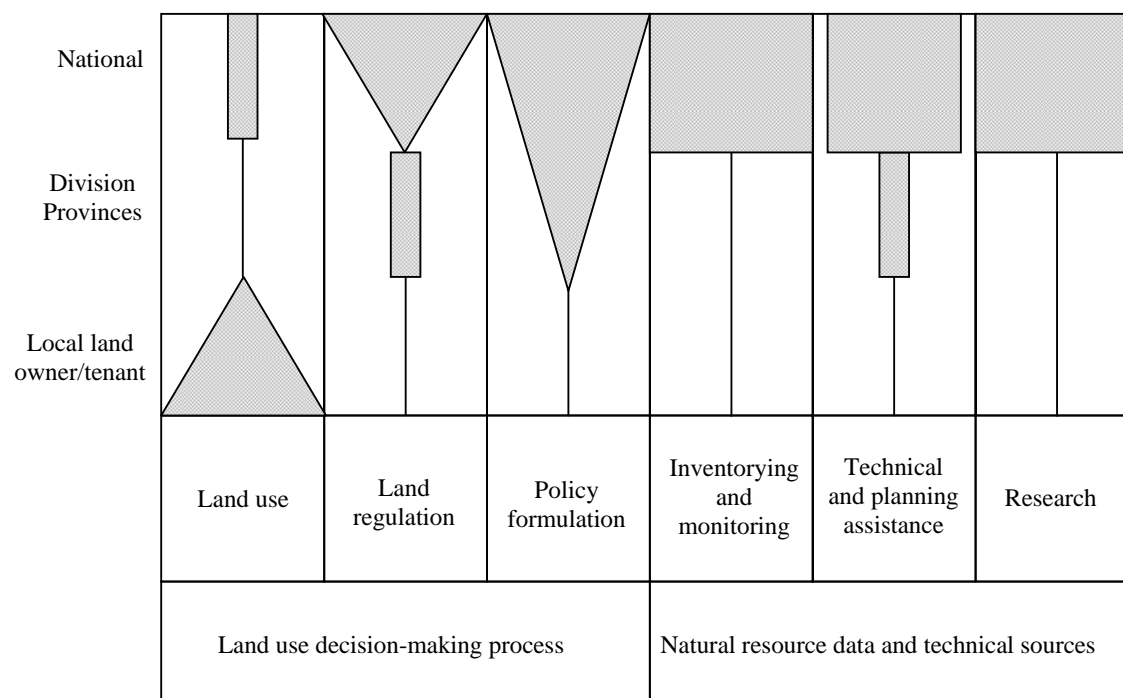 National
Division
Provinces
Local land
owner/tenant
Land use
Land
regulation
Policy
formulation
Inventorying
and
monitoring
Technical
and planning
assistance
Research
Land use decision-making process
Natural resource data and technical sources